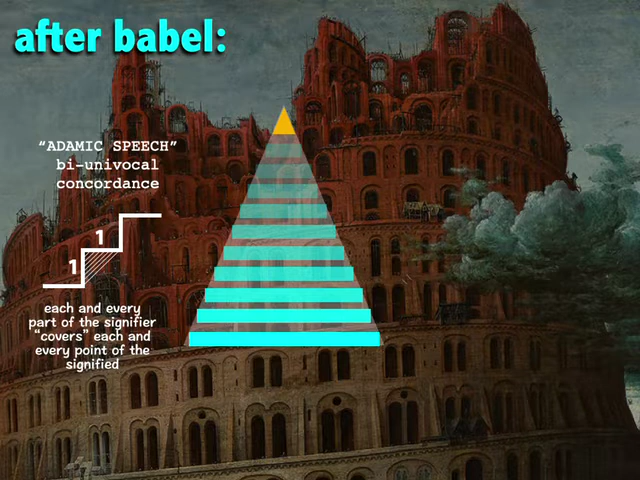 after babel:
“ADAMIC SPEECH”
bi-univocal
concordance
1
1
each and every
part of the signifier
“covers” each and
every point of the
signified